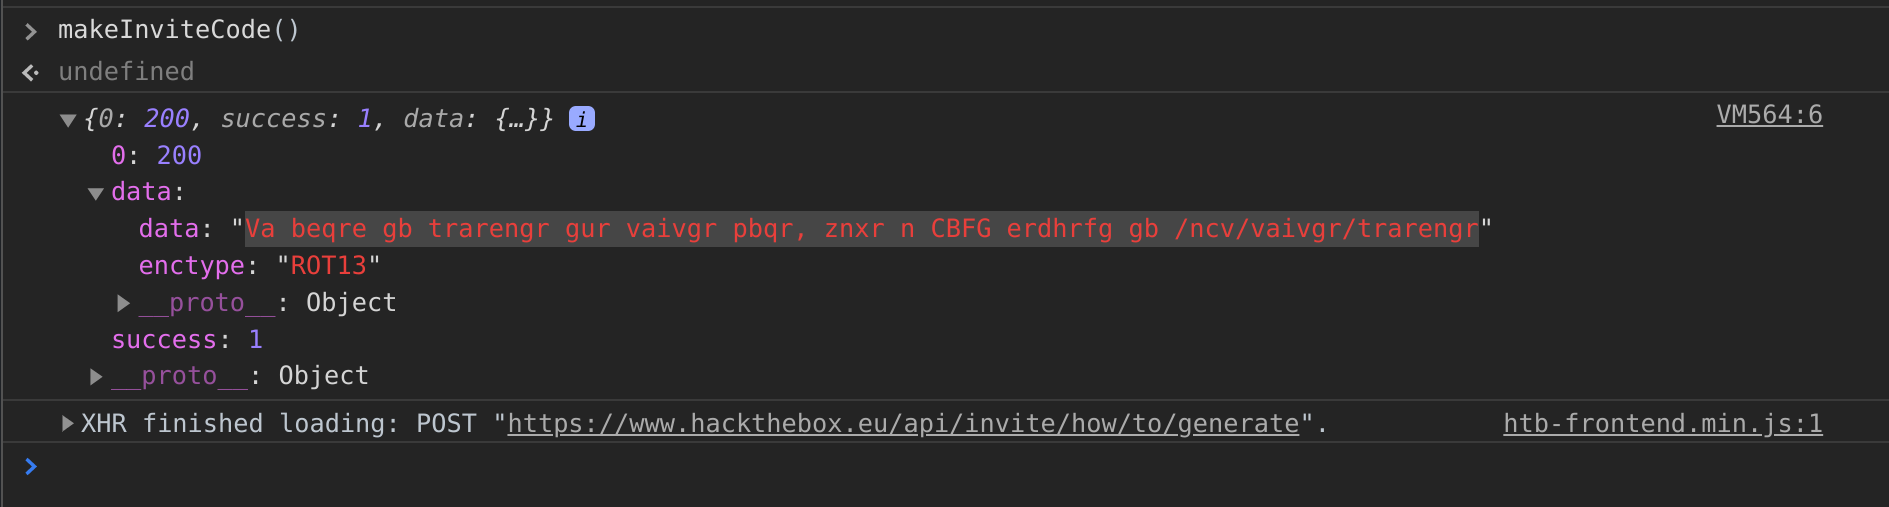 makeInviteCode()
undefined
{0: 200, success: 1, data: {…}} i VM564:6
0: 200
data:
data: "Va beqre gb trarengr gur vaivgr pbqr, znxr n CBFG erdhrfg gb /ncv/vaivgr/trarengr"
enctype: "ROT13"
__proto__: Object
success: 1
__proto__: Object
XHR finished loading: POST "https://www.hackthebox.eu/api/invite/how/to/generate". htb-frontend.min.js:1